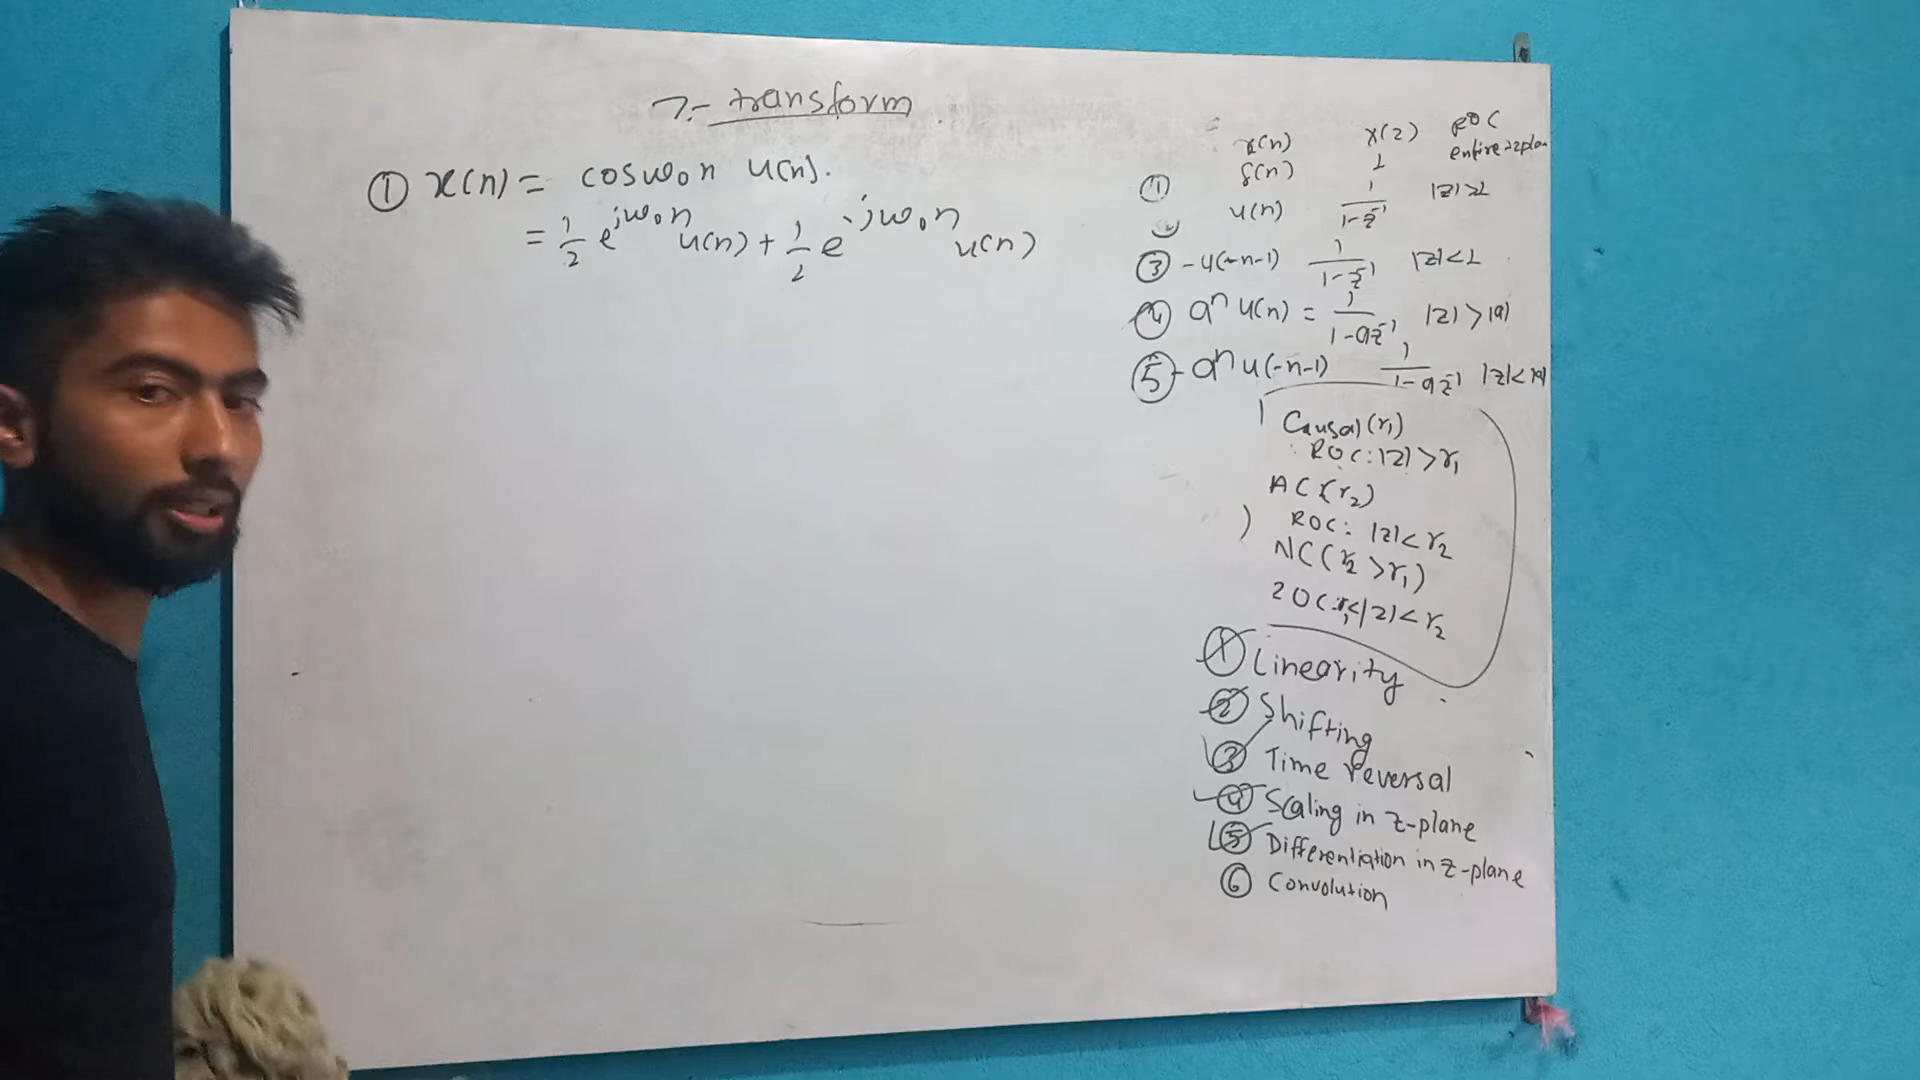 Z- transform
① x(n) = cosω₀n u(n).
= 1/2 e^{jω₀n} u(n) + 1/2 e^{-jω₀n} u(n)
x(n) X(z) ROC
① δ(n) 1 entire z plan
u(n) 1/(1-z⁻¹) |z|>1
③ -u(-n-1) 1/(1-z⁻¹) |z|<1
④ aⁿ u(n) = 1/(1-az⁻¹) |z|>|a|
⑤ -aⁿ u(-n-1) 1/(1-az⁻¹) |z|<|a|
Causal (r₁)
ROC: |z|>r₁
AC (r₂)
ROC: |z|<r₂
NC (r₂>r₁)
ROC: r₁<|z|<r₂
① Linearity
② Shifting
③ Time reversal
④ Scaling in z-plane
⑤ Differentiation in z-plane
⑥ Convolution